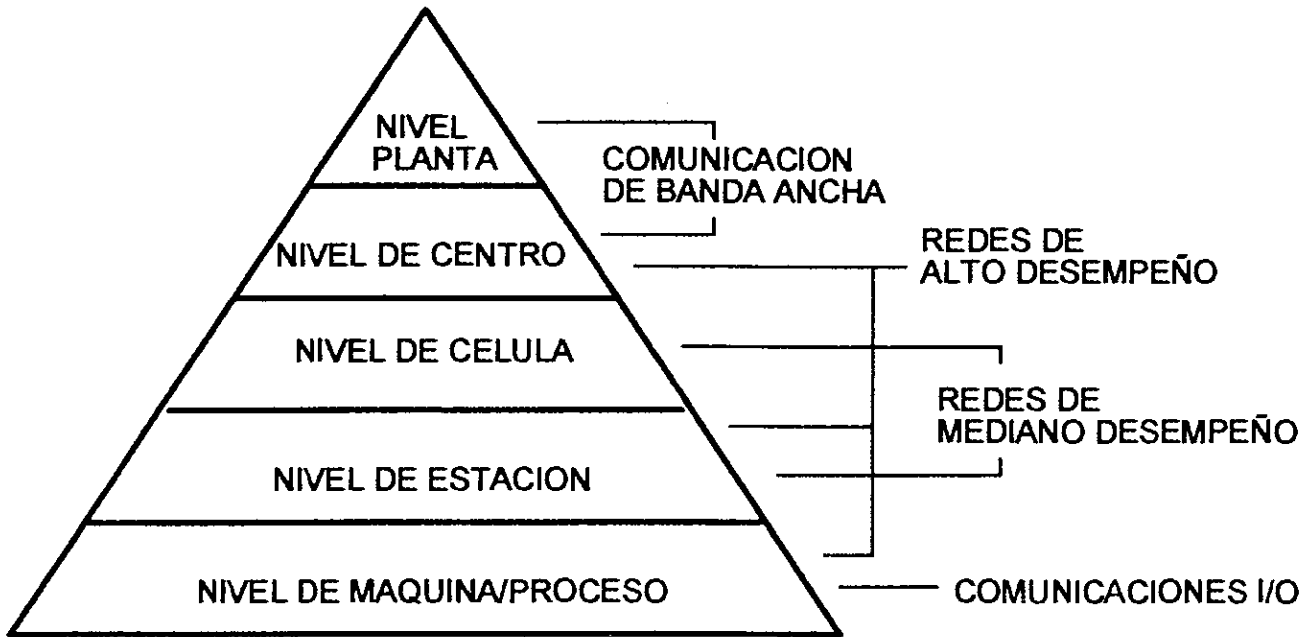 NIVEL
PLANTA
COMUNICACION
DE BANDA ANCHA
NIVEL DE CENTRO
REDES DE
ALTO DESEMPEÑO
NIVEL DE CELULA
REDES DE
MEDIANO DESEMPEÑO
NIVEL DE ESTACION
NIVEL DE MAQUINA/PROCESO
COMUNICACIONES I/O